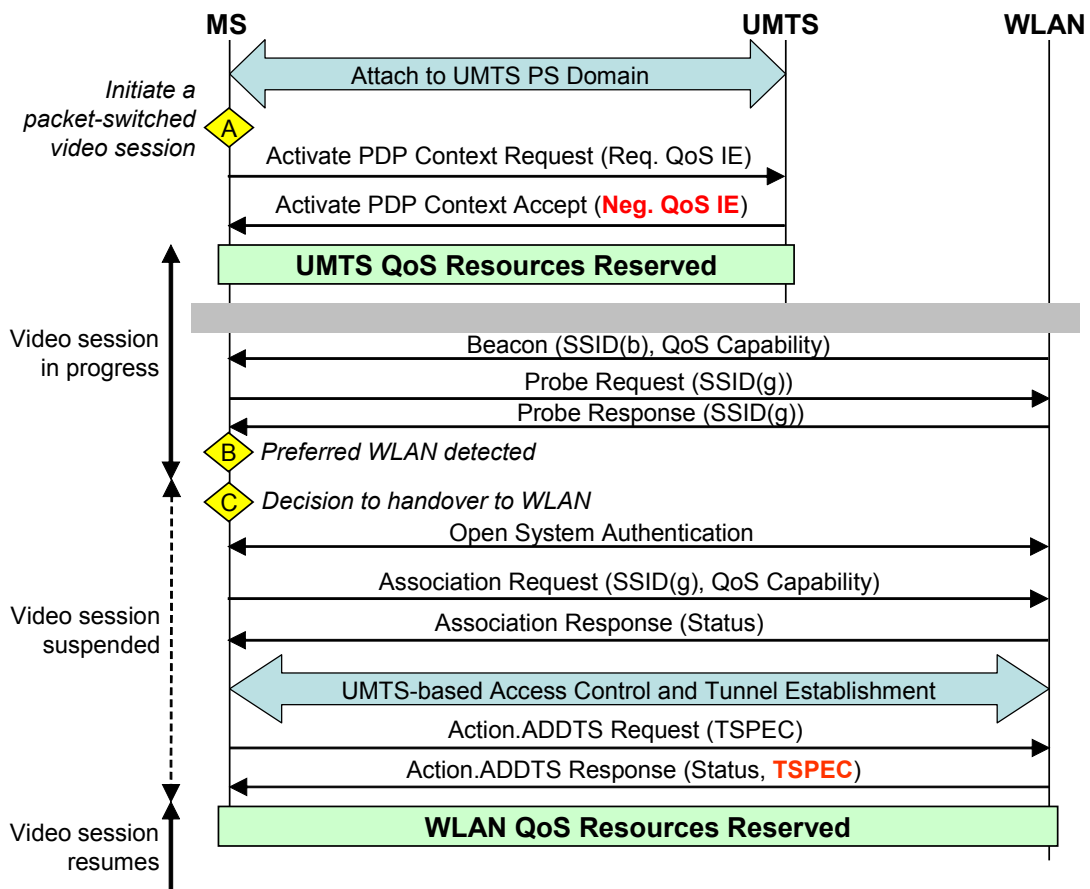 MS UMTS WLAN
Attach to UMTS PS Domain
Initiate a
packet-switched
video session
A
Activate PDP Context Request (Req. QoS IE)
Activate PDP Context Accept (Neg. QoS IE)
UMTS QoS Resources Reserved
Video session
in progress
Beacon (SSID(b), QoS Capability)
Probe Request (SSID(g))
Probe Response (SSID(g))
B Preferred WLAN detected
C Decision to handover to WLAN
Open System Authentication
Association Request (SSID(g), QoS Capability)
Video session
suspended
Association Response (Status)
UMTS-based Access Control and Tunnel Establishment
Action.ADDTS Request (TSPEC)
Action.ADDTS Response (Status, TSPEC)
WLAN QoS Resources Reserved
Video session
resumes